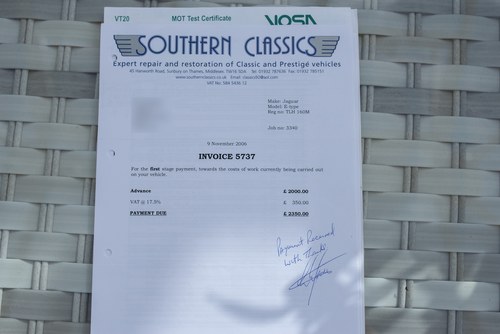 VT20 MOT Test Certificate VOSA
SOUTHERN CLASSICS
Expert repair and restoration of Classic and Prestige vehicles
Make: Jaguar
Model: E-type
Job no: 5398
9 November 2006
INVOICE 5737
For the first stage payment, towards the costs of work currently being carried out
on your vehicle.
Advance £ 2000.00
VAT @ 17.5% £ 350.00
PAYMENT DUE £ 2350.00
Payment Received
with thanks